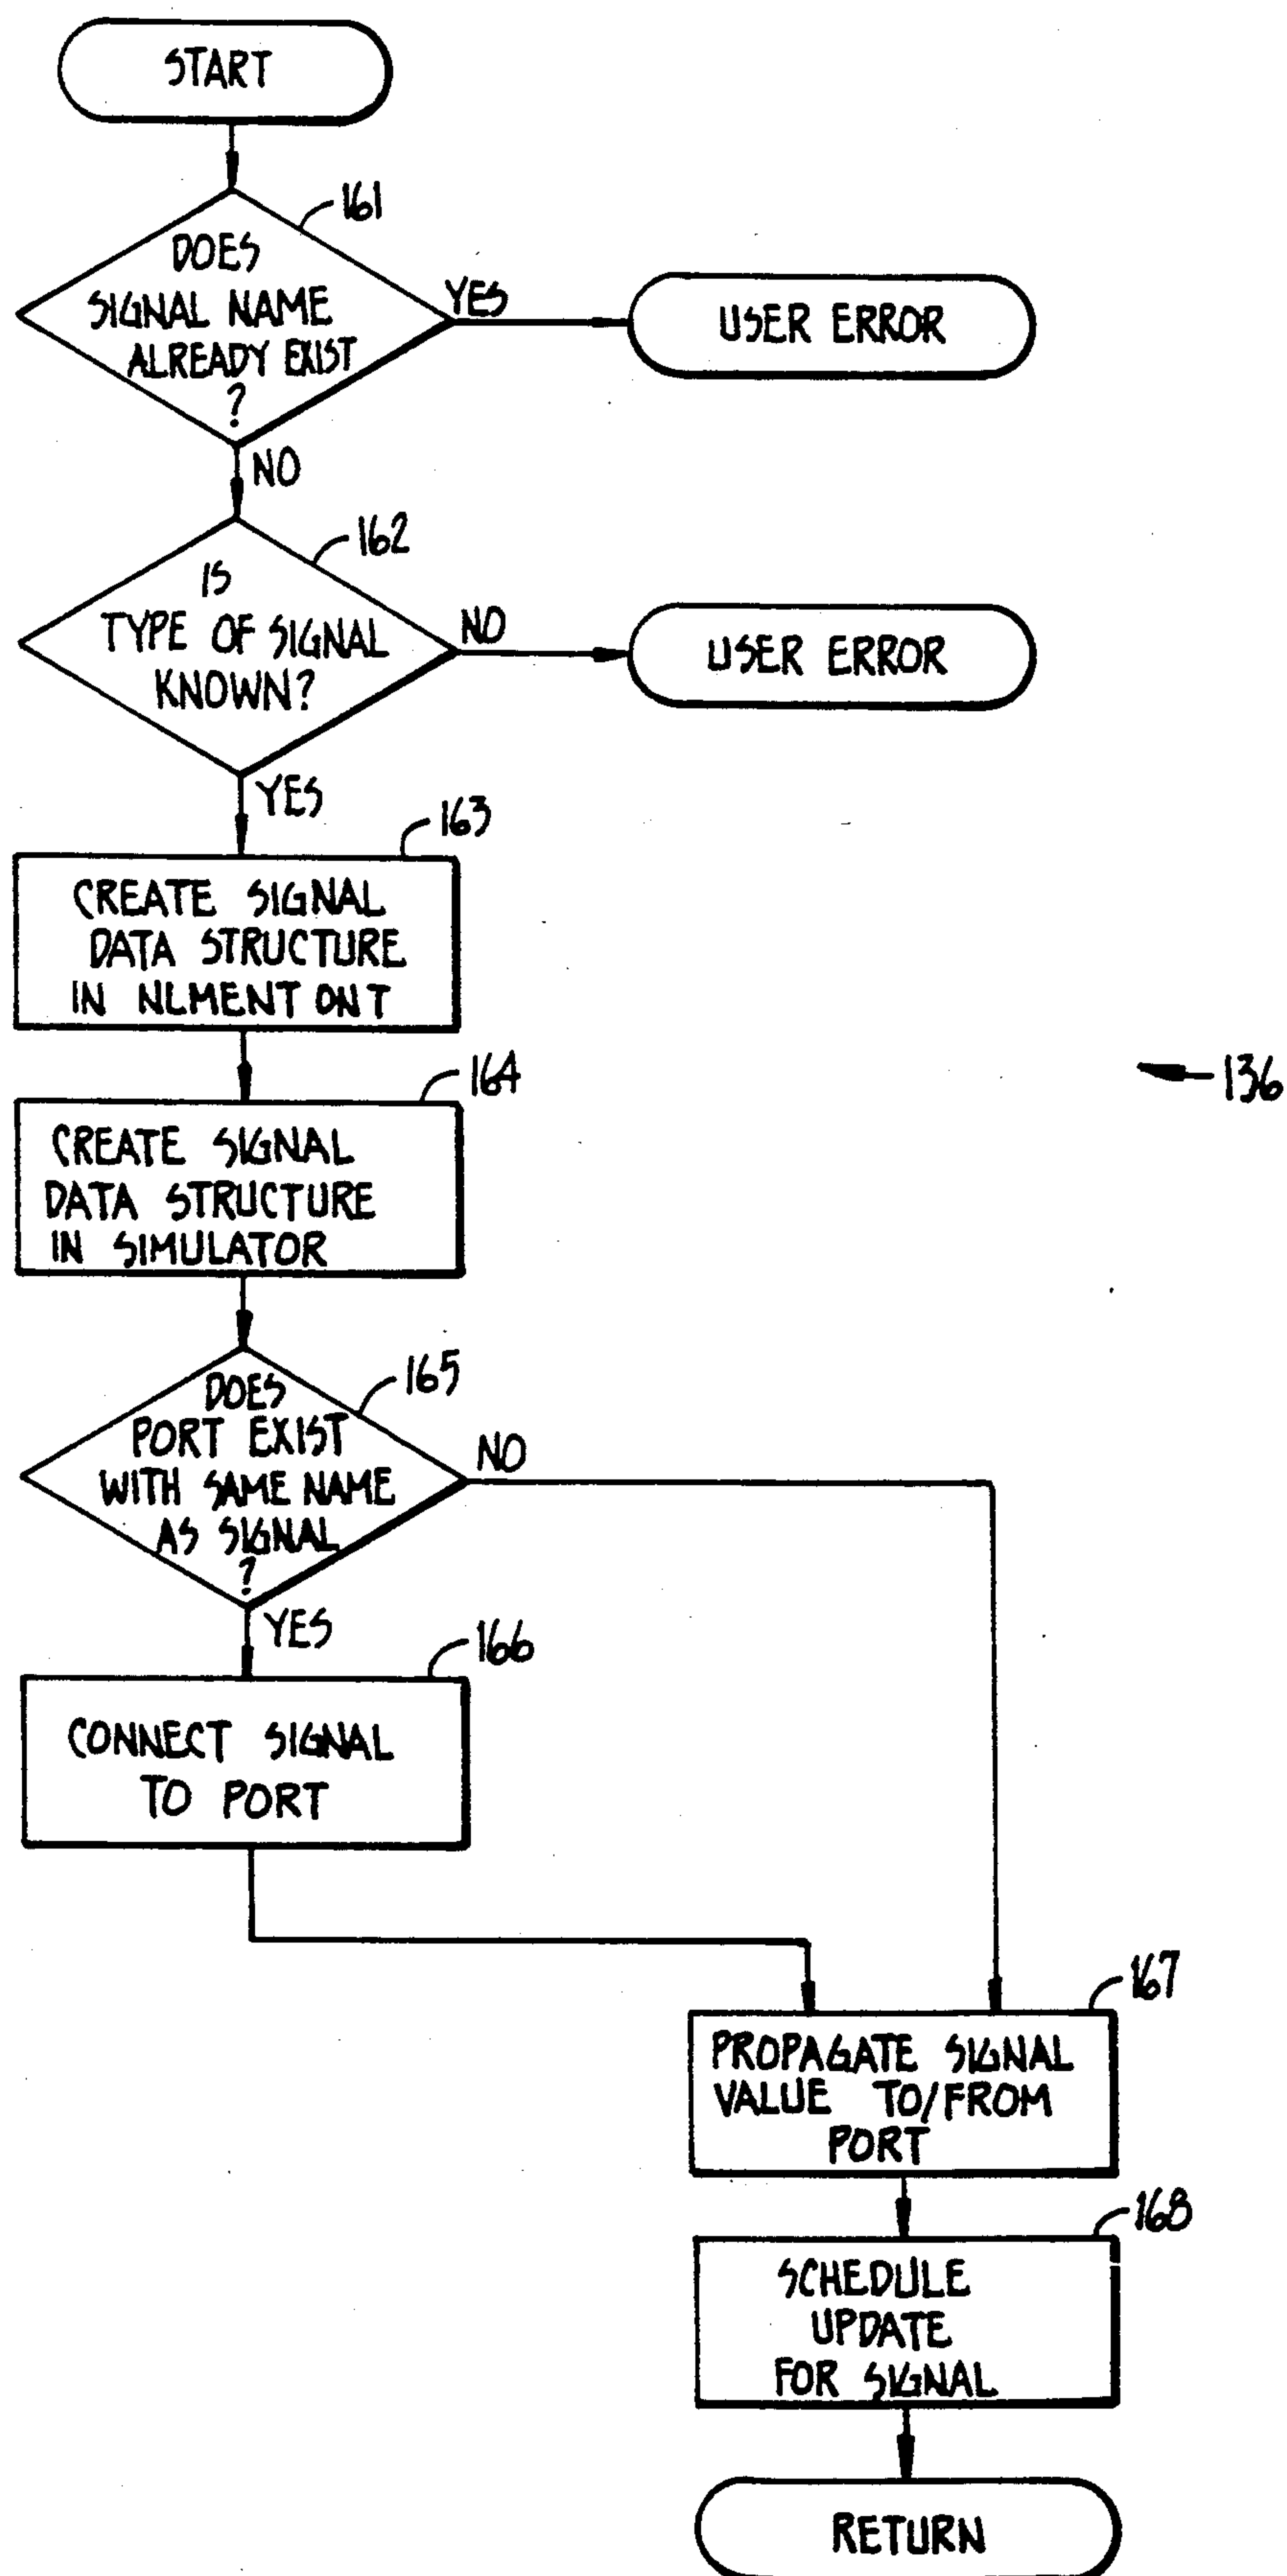 START
161
DOES
SIGNAL NAME
ALREADY EXIST
?
YES
USER ERROR
NO
162
IS
TYPE OF SIGNAL
KNOWN?
NO
USER ERROR
YES
163
CREATE SIGNAL
DATA STRUCTURE
IN NLMENT ON T
164
CREATE SIGNAL
DATA STRUCTURE
IN SIMULATOR
136
165
DOES
PORT EXIST
WITH SAME NAME
AS SIGNAL
?
NO
YES
166
CONNECT SIGNAL
TO PORT
167
PROPAGATE SIGNAL
VALUE TO/FROM
PORT
168
SCHEDULE
UPDATE
FOR SIGNAL
RETURN